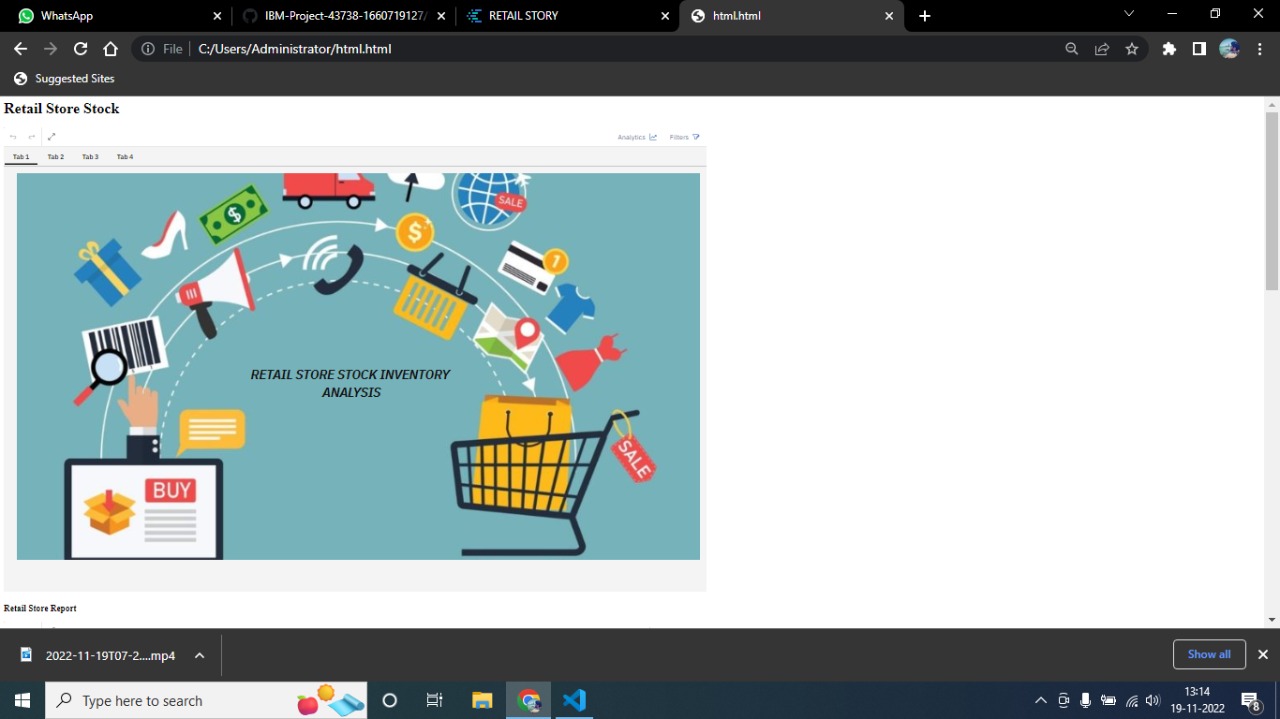 WhatsApp
IBM-Project-43738-1660719127/
RETAIL STORY
html.html
File
C:/Users/Administrator/html.html
Suggested Sites
Retail Store Stock
Analytics
Filters
Tab 1
Tab 2
Tab 3
Tab 4
SALE
$
$
1
RETAIL STORE STOCK INVENTORY
ANALYSIS
SALE
BUY
Retail Store Report
2022-11-19T07-2....mp4
Show all
Type here to search
13:14
19-11-2022
8